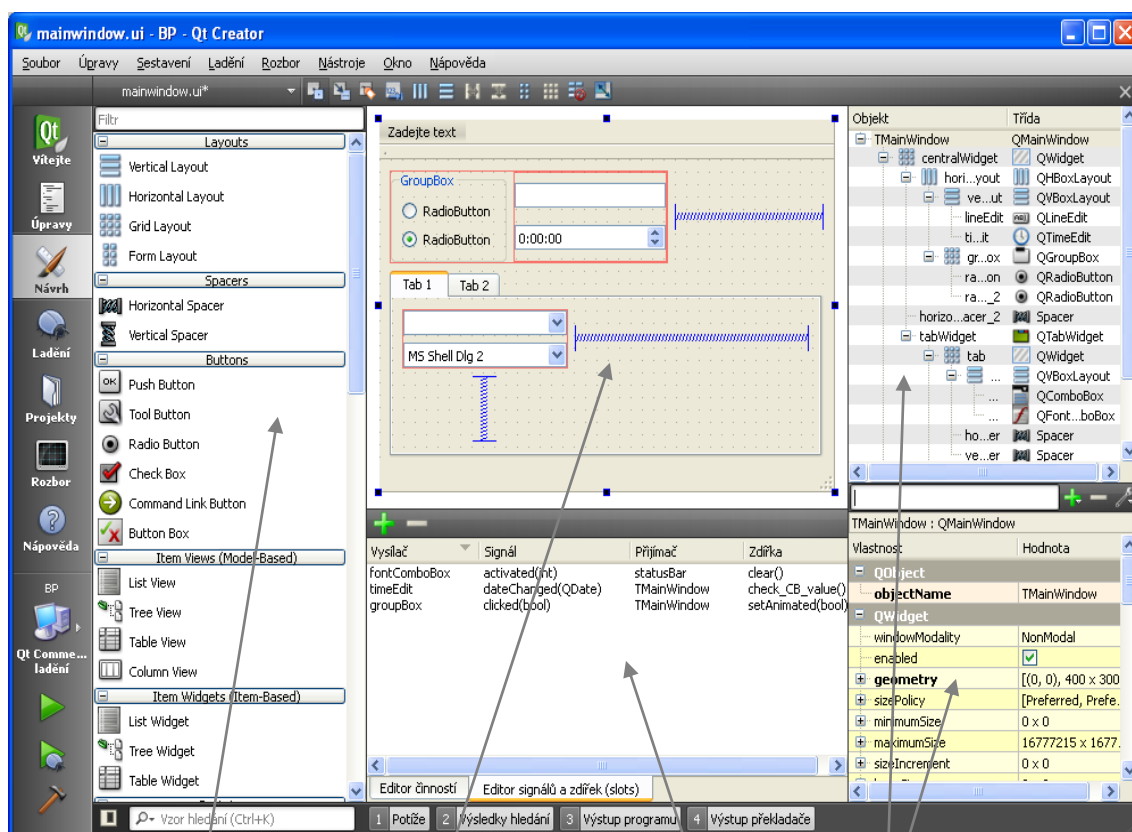 mainwindow.ui - BP - Qt Creator
Soubor Úpravy Sestavení Ladění Rozbor Nástroje Okno Nápověda
mainwindow.ui*
Vítejte
Úpravy
Návrh
Ladění
Projekty
Rozbor
Nápověda
BP
Qt Comme...
ladění
Filtr
Layouts
Vertical Layout
Horizontal Layout
Grid Layout
Form Layout
Spacers
Horizontal Spacer
Vertical Spacer
Buttons
OK Push Button
Tool Button
Radio Button
Check Box
Command Link Button
Button Box
Item Views (Model-Based)
List View
Tree View
Table View
Column View
Item Widgets (Item-Based)
List Widget
Tree Widget
Table Widget
Zadejte text
GroupBox
RadioButton
RadioButton
0:00:00
Tab 1 Tab 2
MS Shell Dlg 2
Vysílač Signál Přijímač Zdířka
fontComboBox activated(int) statusBar clear()
timeEdit dateChanged(QDate) TMainWindow check_CB_value()
groupBox clicked(bool) TMainWindow setAnimated(bool)
Editor činností Editor signálů a zdířek (slots)
Objekt Třída
TMainWindow QMainWindow
centralWidget QWidget
hori...yout QHBoxLayout
ve...ut QVBoxLayout
lineEdit QLineEdit
ti...it QTimeEdit
gr...ox QGroupBox
ra...on QRadioButton
ra..._2 QRadioButton
horizo...acer_2 Spacer
tabWidget QTabWidget
tab QWidget
... QVBoxLayout
... QComboBox
... QFont...boBox
ho...er Spacer
ve...er Spacer
TMainWindow : QMainWindow
Vlastnost Hodnota
QObject
objectName TMainWindow
QWidget
windowModality NonModal
enabled
geometry [(0, 0), 400 x 300
sizePolicy [Preferred, Prefe.
minimumSize 0 x 0
maximumSize 16777215 x 1677.
sizeIncrement 0 x 0
Vzor hledání (Ctrl+K)
1 Potíže 2 Výsledky hledání 3 Výstup programu 4 Výstup překladače